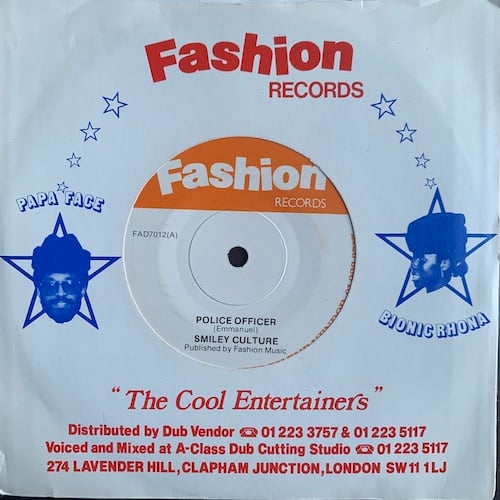 Fashion
RECORDS
PAPA FACE
BIONIC RHONA
Fashion
RECORDS
FAD7012(A)
POLICE OFFICER
(Emmanuel)
SMILEY CULTURE
Published by Fashion Music
"The Cool Entertainers"
Distributed by Dub Vendor ☎ 01 223 3757 & 01 223 5117
Voiced and Mixed at A-Class Dub Cutting Studio ☎ 01 223 5117
274 LAVENDER HILL, CLAPHAM JUNCTION, LONDON SW11 1LJ